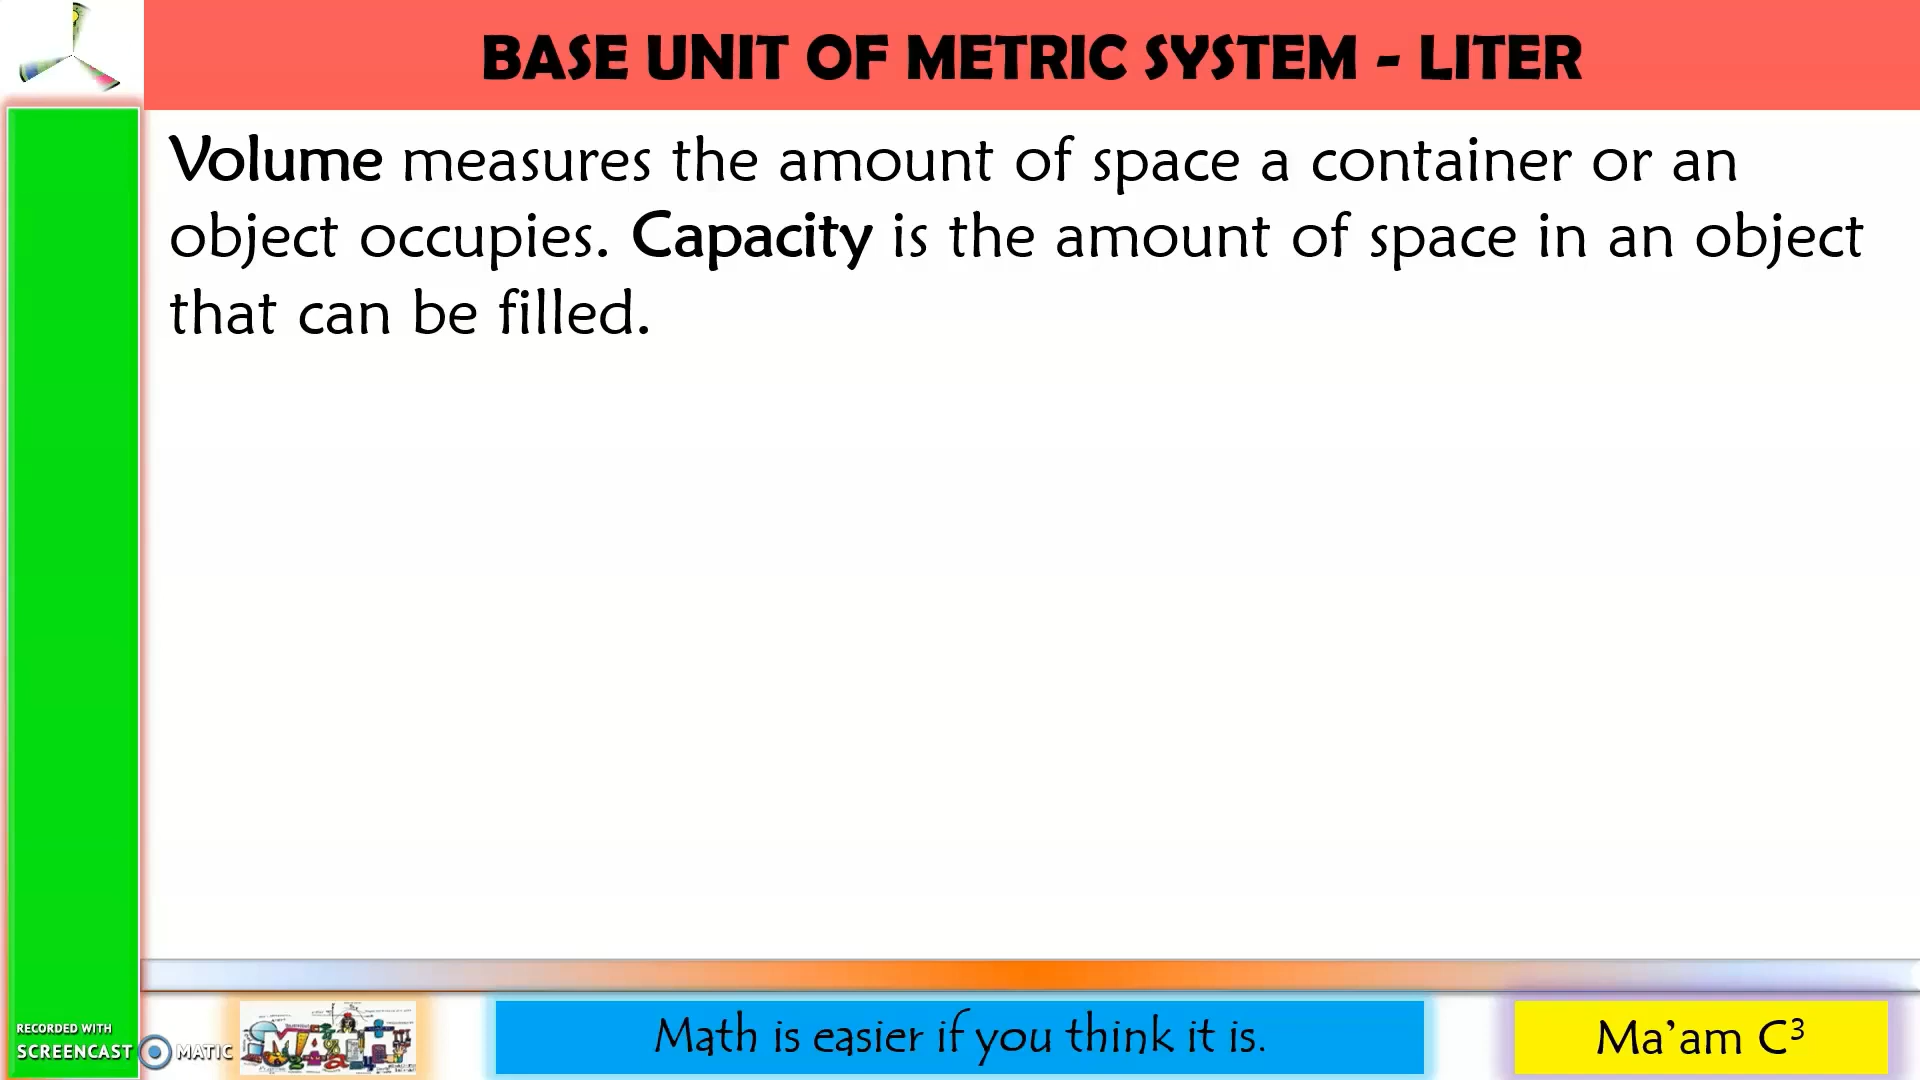 BASE UNIT OF METRIC SYSTEM - LITER
Volume measures the amount of space a container or an
object occupies. Capacity is the amount of space in an object
that can be filled.
RECORDED WITH
SCREENCAST MATIC
MATH
Math is easier if you think it is.
Ma’am C³